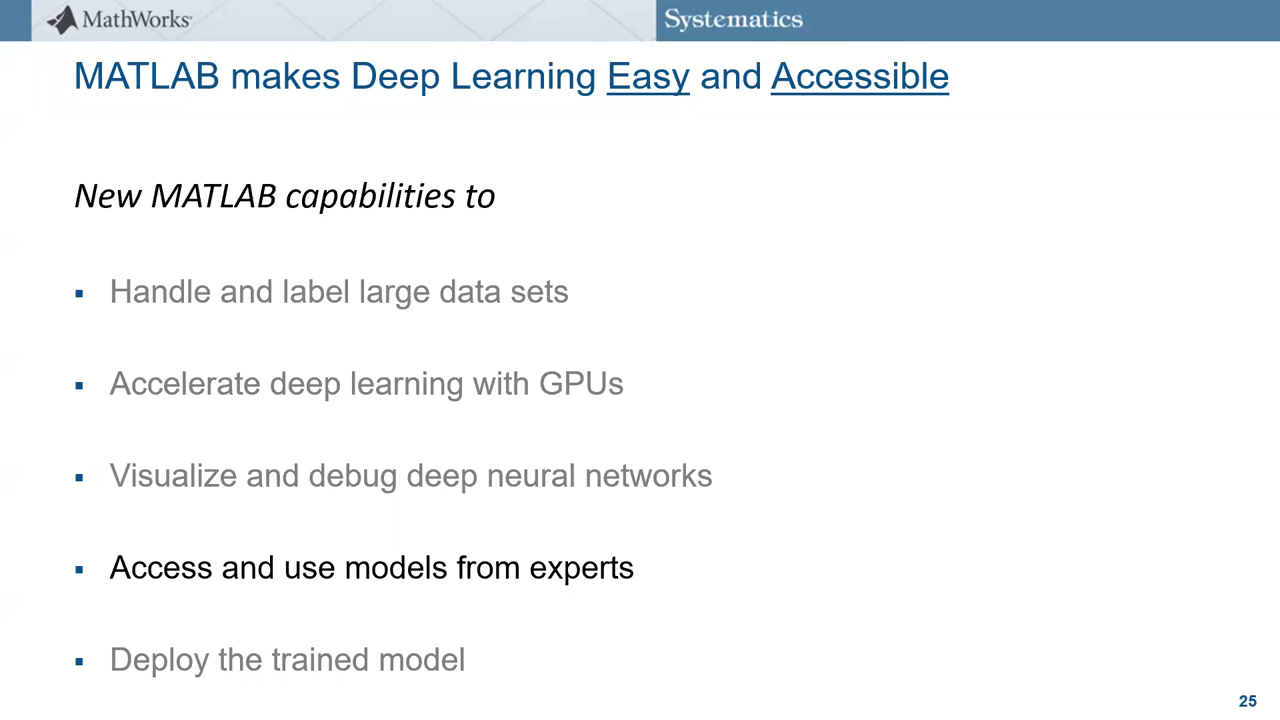 MathWorks
Systematics
MATLAB makes Deep Learning Easy and Accessible
New MATLAB capabilities to
▪ Handle and label large data sets
▪ Accelerate deep learning with GPUs
▪ Visualize and debug deep neural networks
▪ Access and use models from experts
▪ Deploy the trained model
25